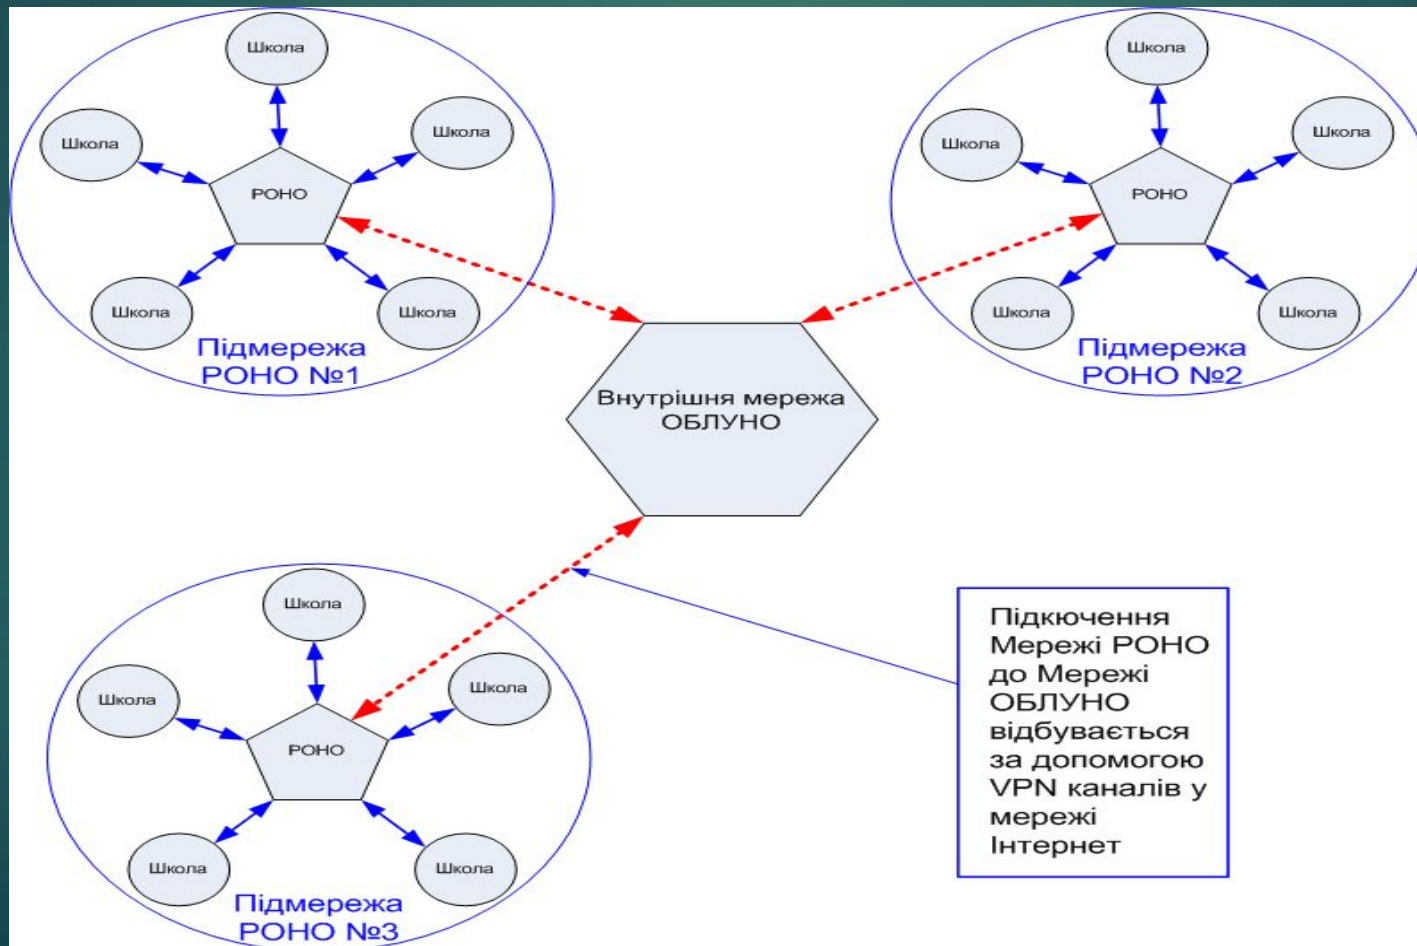 Школа
Школа
Школа
РОНО
Школа
Школа
Підмережа
РОНО №1
Школа
Школа
Школа
РОНО
Школа
Школа
Підмережа
РОНО №2
Внутрішня мережа
ОБЛУНО
Школа
Школа
Школа
РОНО
Школа
Школа
Підмережа
РОНО №3
Підкючення
Мережі РОНО
до Мережі
ОБЛУНО
відбувається
за допомогою
VPN каналів у
мережі
Інтернет